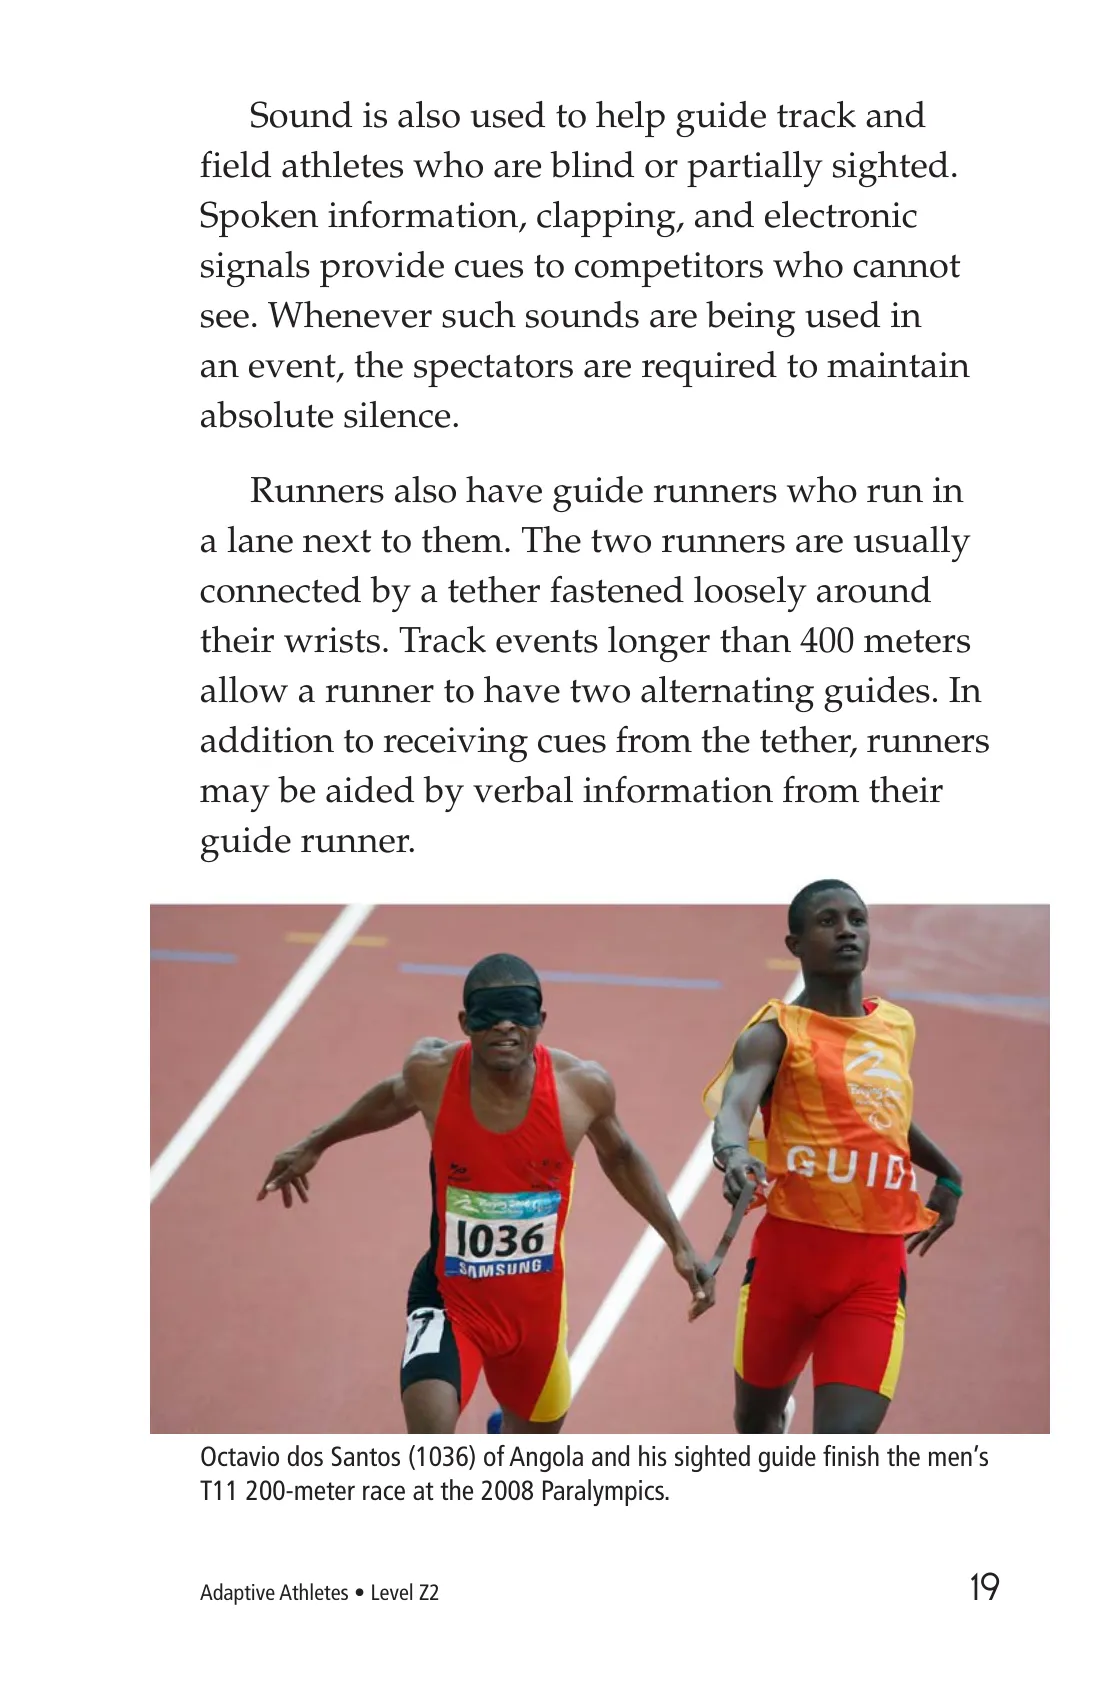 Sound is also used to help guide track and
field athletes who are blind or partially sighted.
Spoken information, clapping, and electronic
signals provide cues to competitors who cannot
see. Whenever such sounds are being used in
an event, the spectators are required to maintain
absolute silence.
Runners also have guide runners who run in
a lane next to them. The two runners are usually
connected by a tether fastened loosely around
their wrists. Track events longer than 400 meters
allow a runner to have two alternating guides. In
addition to receiving cues from the tether, runners
may be aided by verbal information from their
guide runner.
GUID
1036
SAMSUNG
7
Octavio dos Santos (1036) of Angola and his sighted guide finish the men’s
T11 200-meter race at the 2008 Paralympics.
Adaptive Athletes • Level Z2
19